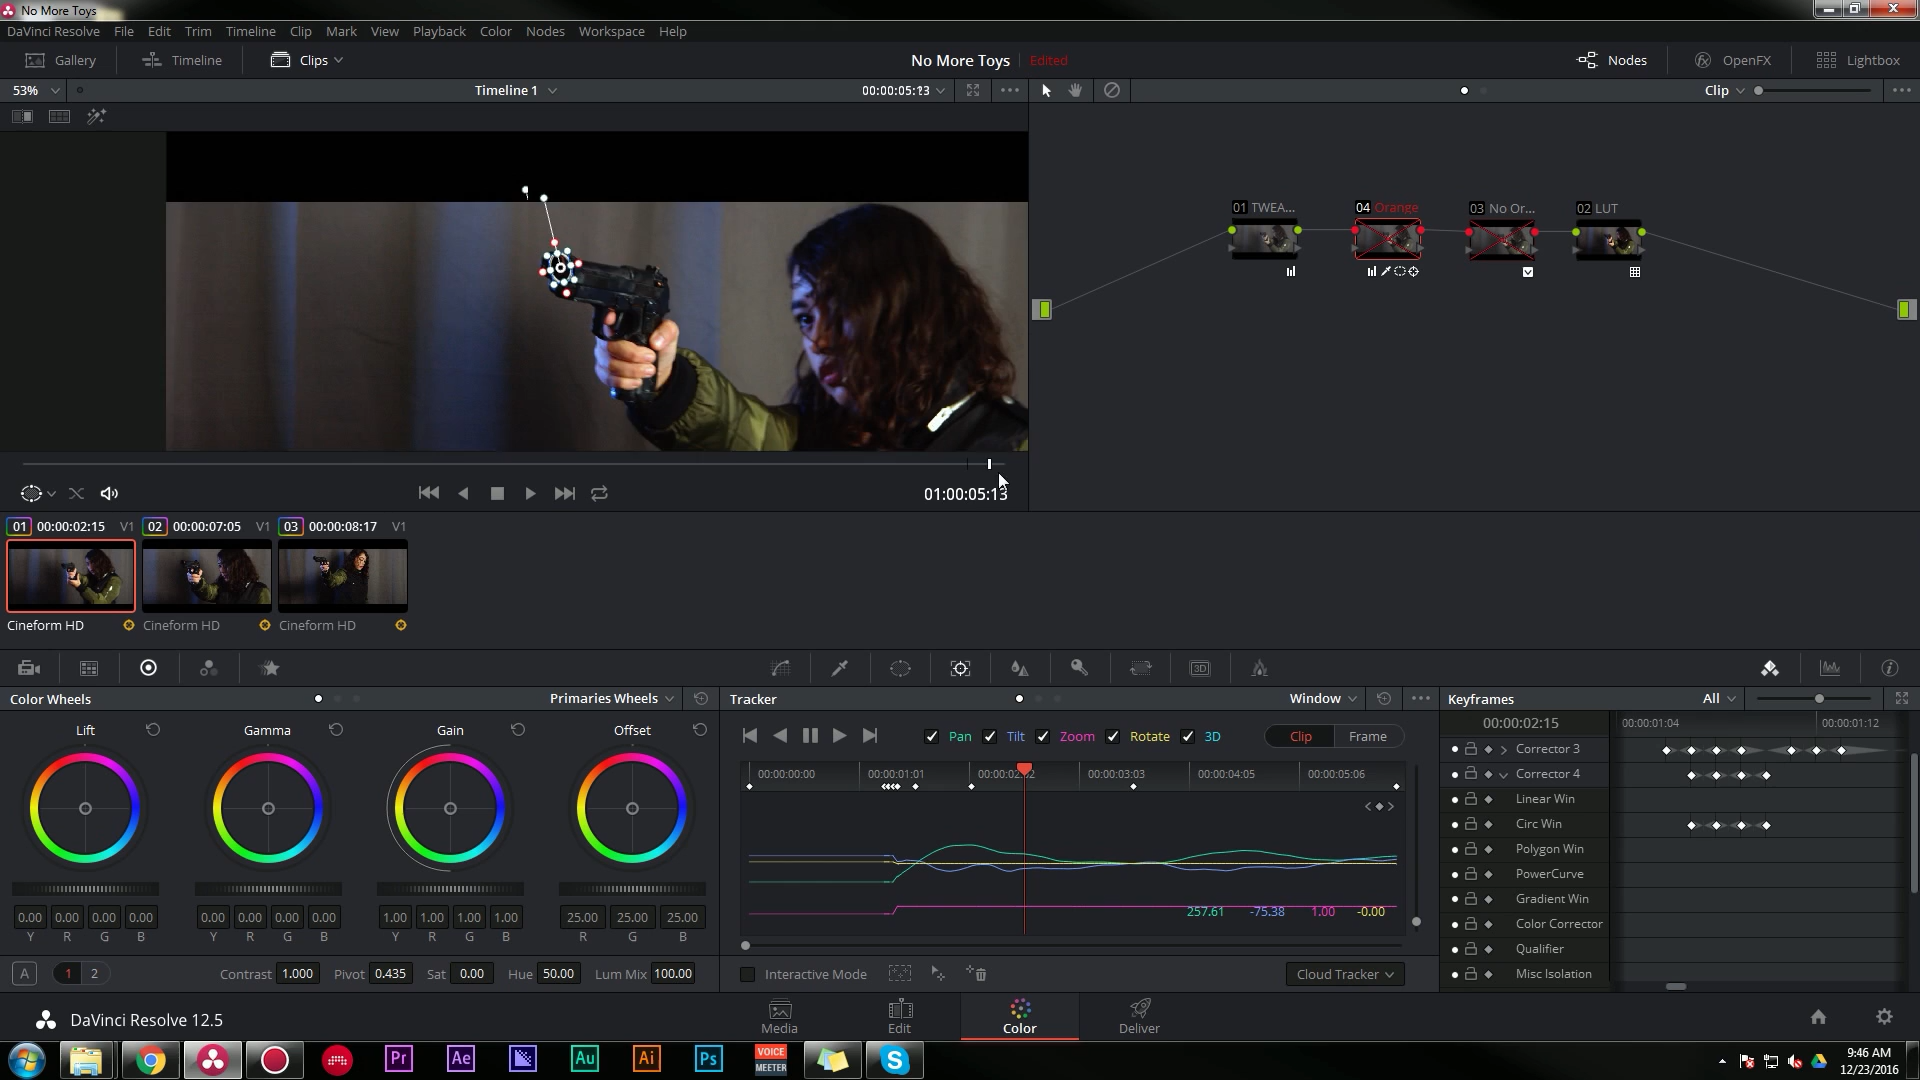 No More Toys
DaVinci Resolve File Edit Trim Timeline Clip Mark View Playback Color Nodes Workspace Help
Gallery Timeline Clips No More Toys Edited Nodes OpenFX Lightbox
53% Timeline 1 00:00:05:13 Clip
01 TWEA... 04 Orange 03 No Or... 02 LUT
01:00:05:13
01 00:00:02:15 V1 02 00:00:07:05 V1 03 00:00:08:17 V1
Cineform HD Cineform HD Cineform HD
3D
Color Wheels Primaries Wheels Tracker Window Keyframes All
Lift Gamma Gain Offset
Pan Tilt Zoom Rotate 3D Clip Frame
00:00:02:15 00:00:01:04 00:00:01:12
00:00:00:00 00:00:01:01 00:00:03:03 00:00:04:05 00:00:05:06
Corrector 3
Corrector 4
Linear Win
Circ Win
Polygon Win
PowerCurve
Gradient Win
Color Corrector
Qualifier
Misc Isolation
257.61 -75.38 1.00 -0.00
0.00 0.00 0.00 0.00 0.00 0.00 0.00 0.00 1.00 1.00 1.00 1.00 25.00 25.00 25.00
Y R G B Y R G B Y R G B R G B
A 1 2 Contrast 1.000 Pivot 0.435 Sat 0.00 Hue 50.00 Lum Mix 100.00
Interactive Mode Cloud Tracker
DaVinci Resolve 12.5 Media Edit Color Deliver
Pr Ae Au Ai Ps VOICE MEETER S
9:46 AM
12/23/2016